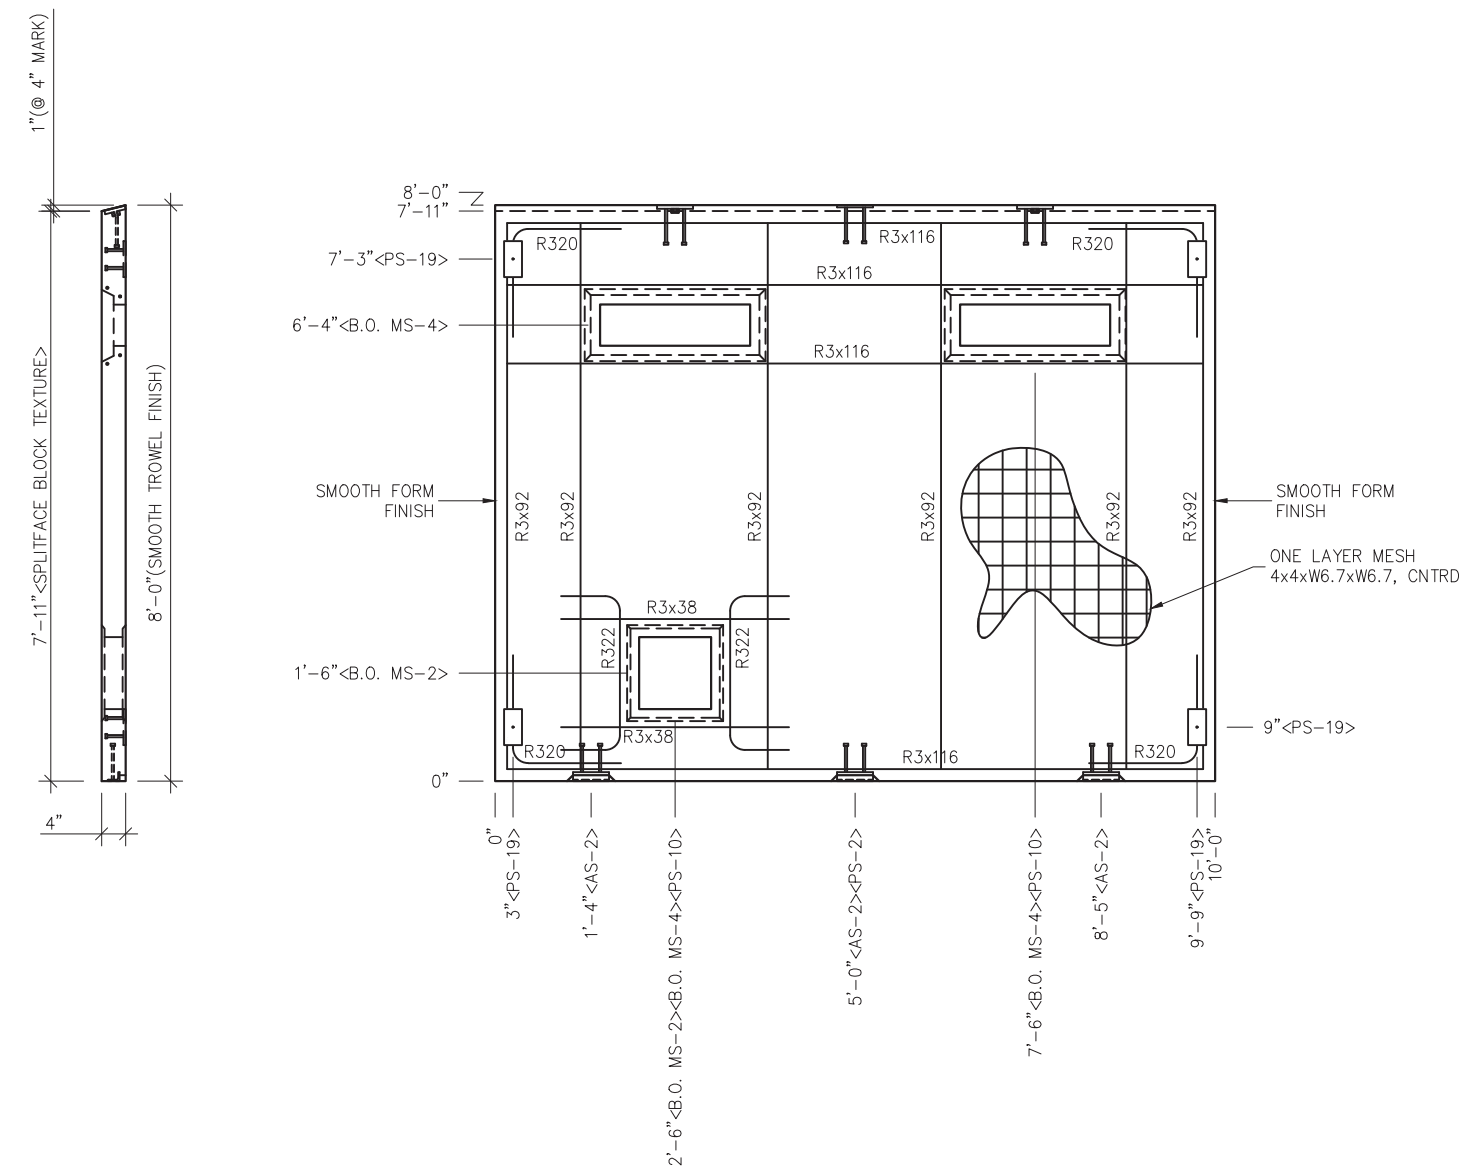 1"(@ 4" MARK)
7'-11"<SPLITFACE BLOCK TEXTURE>
8'-0"(SMOOTH TROWEL FINISH)
4"
8'-0"
7'-11"
7'-3"<PS-19>
6'-4"<B.O. MS-4>
SMOOTH FORM
FINISH
1'-6"<B.O. MS-2>
0"
R320
R3x116
R320
R3x116
R3x116
R3x92
R3x92
R3x92
R3x92
R3x92
R3x92
R3x38
R322
R322
R3x38
R320
R3x116
R320
SMOOTH FORM
FINISH
ONE LAYER MESH
4x4xW6.7xW6.7, CNTRD
9"<PS-19>
0"
3"<PS-19>
1'-4"<AS-2>
2'-6"<B.O. MS-2><B.O. MS-4><PS-10>
5'-0"<AS-2><PS-2>
7'-6"<B.O. MS-4><PS-10>
8'-5"<AS-2>
9'-9"<PS-19>
10'-0"